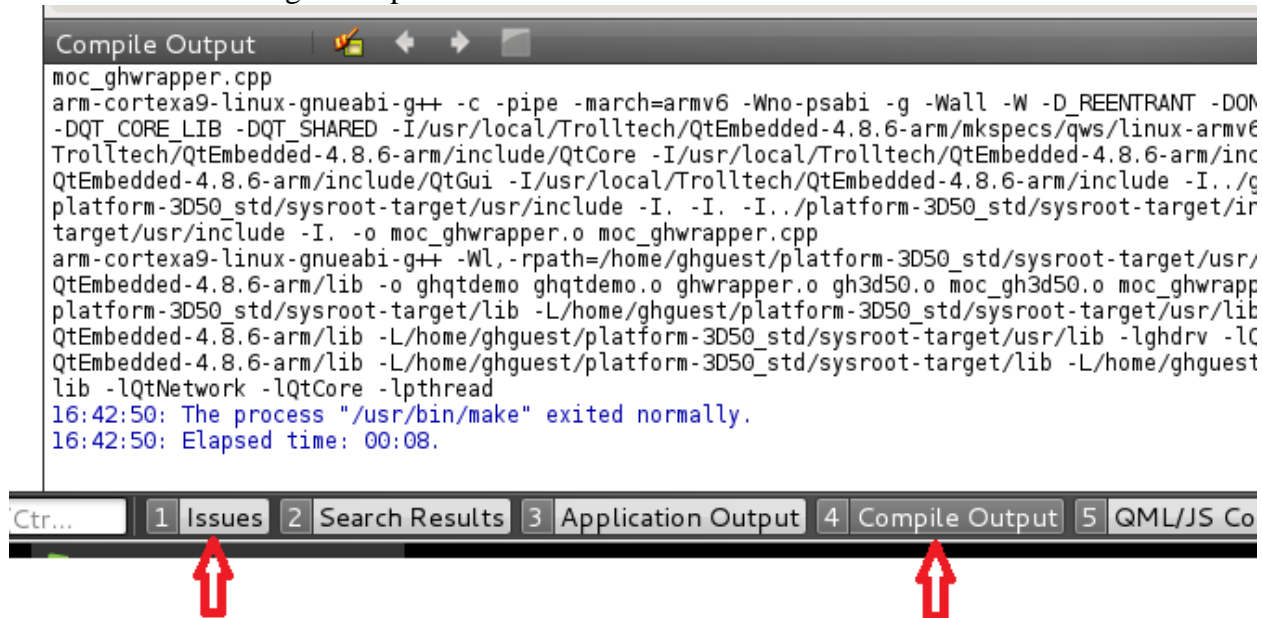 Compile Output
moc_ghwrapper.cpp
arm-cortexa9-linux-gnueabi-g++ -c -pipe -march=armv6 -Wno-psabi -g -Wall -W -D_REENTRANT -DON
-DQT_CORE_LIB -DQT_SHARED -I/usr/local/Trolltech/QtEmbedded-4.8.6-arm/mkspecs/qws/linux-armv6
Trolltech/QtEmbedded-4.8.6-arm/include/QtCore -I/usr/local/Trolltech/QtEmbedded-4.8.6-arm/inc
QtEmbedded-4.8.6-arm/include/QtGui -I/usr/local/Trolltech/QtEmbedded-4.8.6-arm/include -I../g
platform-3D50_std/sysroot-target/usr/include -I. -I. -I../platform-3D50_std/sysroot-target/in
target/usr/include -I. -o moc_ghwrapper.o moc_ghwrapper.cpp
arm-cortexa9-linux-gnueabi-g++ -Wl,-rpath=/home/ghguest/platform-3D50_std/sysroot-target/usr/
QtEmbedded-4.8.6-arm/lib -o ghqtdemo ghqtdemo.o ghwrapper.o gh3d50.o moc_gh3d50.o moc_ghwrapp
platform-3D50_std/sysroot-target/lib -L/home/ghguest/platform-3D50_std/sysroot-target/usr/lib
QtEmbedded-4.8.6-arm/lib -L/home/ghguest/platform-3D50_std/sysroot-target/usr/lib -lghdrv -lQ
QtEmbedded-4.8.6-arm/lib -L/home/ghguest/platform-3D50_std/sysroot-target/lib -L/home/ghguest
lib -lQtNetwork -lQtCore -lpthread
16:42:50: The process "/usr/bin/make" exited normally.
16:42:50: Elapsed time: 00:08.
Ctr... 1 Issues 2 Search Results 3 Application Output 4 Compile Output 5 QML/JS Co